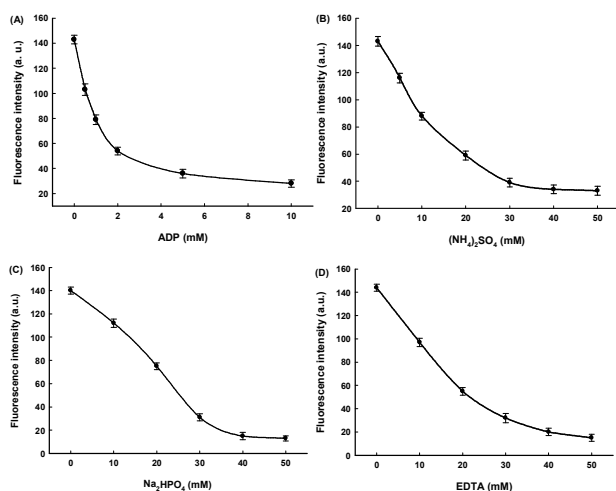 (A)
Fluorescence intensity (a. u.)
160
140
120
100
80
60
40
20
0 2 4 6 8 10
ADP (mM)
(B)
Fluorescence intensity (a. u.)
160
140
120
100
80
60
40
20
0 10 20 30 40 50
(NH₄)₂SO₄ (mM)
(C)
Fluorescence intensity (a.u.)
160
140
120
100
80
60
40
20
0
0 10 20 30 40 50
Na₂HPO₄ (mM)
(D)
Fluorescence intensity (a.u.)
160
140
120
100
80
60
40
20
0
0 10 20 30 40 50
EDTA (mM)